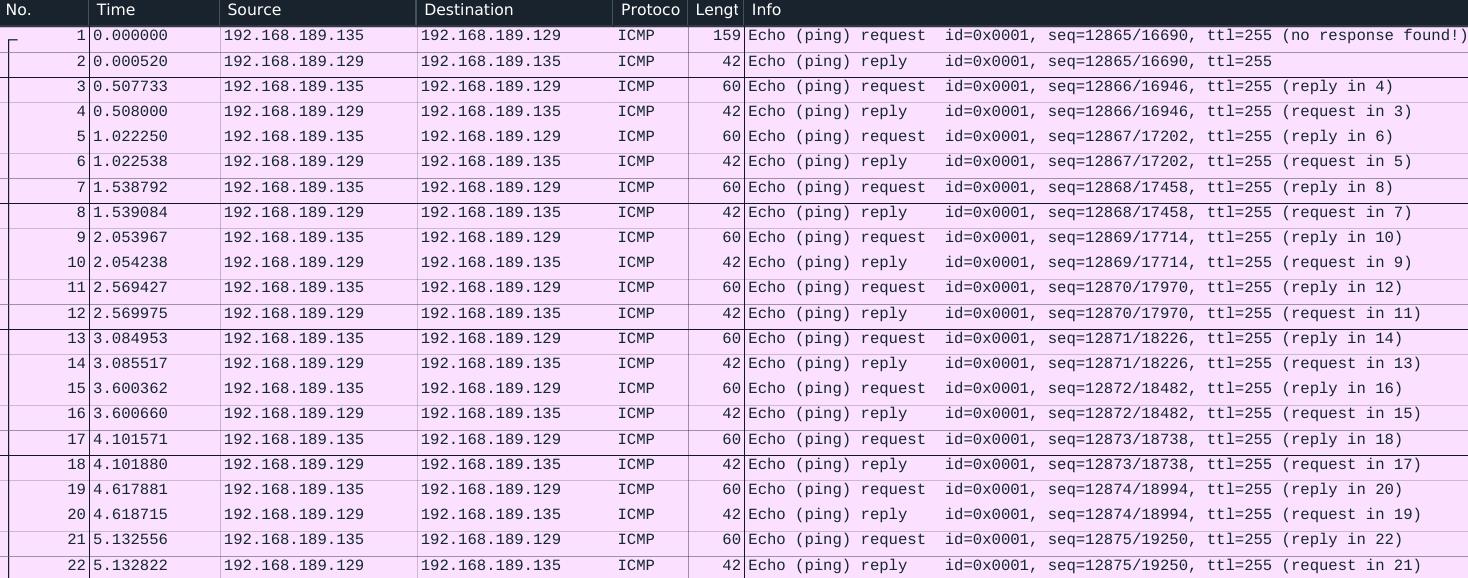 No. Time Source Destination Protoco Lengt Info
1 0.000000 192.168.189.135 192.168.189.129 ICMP 159 Echo (ping) request id=0x0001, seq=12865/16690, ttl=255 (no response found!)
2 0.000520 192.168.189.129 192.168.189.135 ICMP 42 Echo (ping) reply id=0x0001, seq=12865/16690, ttl=255
3 0.507733 192.168.189.135 192.168.189.129 ICMP 60 Echo (ping) request id=0x0001, seq=12866/16946, ttl=255 (reply in 4)
4 0.508000 192.168.189.129 192.168.189.135 ICMP 42 Echo (ping) reply id=0x0001, seq=12866/16946, ttl=255 (request in 3)
5 1.022250 192.168.189.135 192.168.189.129 ICMP 60 Echo (ping) request id=0x0001, seq=12867/17202, ttl=255 (reply in 6)
6 1.022538 192.168.189.129 192.168.189.135 ICMP 42 Echo (ping) reply id=0x0001, seq=12867/17202, ttl=255 (request in 5)
7 1.538792 192.168.189.135 192.168.189.129 ICMP 60 Echo (ping) request id=0x0001, seq=12868/17458, ttl=255 (reply in 8)
8 1.539084 192.168.189.129 192.168.189.135 ICMP 42 Echo (ping) reply id=0x0001, seq=12868/17458, ttl=255 (request in 7)
9 2.053967 192.168.189.135 192.168.189.129 ICMP 60 Echo (ping) request id=0x0001, seq=12869/17714, ttl=255 (reply in 10)
10 2.054238 192.168.189.129 192.168.189.135 ICMP 42 Echo (ping) reply id=0x0001, seq=12869/17714, ttl=255 (request in 9)
11 2.569427 192.168.189.135 192.168.189.129 ICMP 60 Echo (ping) request id=0x0001, seq=12870/17970, ttl=255 (reply in 12)
12 2.569975 192.168.189.129 192.168.189.135 ICMP 42 Echo (ping) reply id=0x0001, seq=12870/17970, ttl=255 (request in 11)
13 3.084953 192.168.189.135 192.168.189.129 ICMP 60 Echo (ping) request id=0x0001, seq=12871/18226, ttl=255 (reply in 14)
14 3.085517 192.168.189.129 192.168.189.135 ICMP 42 Echo (ping) reply id=0x0001, seq=12871/18226, ttl=255 (request in 13)
15 3.600362 192.168.189.135 192.168.189.129 ICMP 60 Echo (ping) request id=0x0001, seq=12872/18482, ttl=255 (reply in 16)
16 3.600660 192.168.189.129 192.168.189.135 ICMP 42 Echo (ping) reply id=0x0001, seq=12872/18482, ttl=255 (request in 15)
17 4.101571 192.168.189.135 192.168.189.129 ICMP 60 Echo (ping) request id=0x0001, seq=12873/18738, ttl=255 (reply in 18)
18 4.101880 192.168.189.129 192.168.189.135 ICMP 42 Echo (ping) reply id=0x0001, seq=12873/18738, ttl=255 (request in 17)
19 4.617881 192.168.189.135 192.168.189.129 ICMP 60 Echo (ping) request id=0x0001, seq=12874/18994, ttl=255 (reply in 20)
20 4.618715 192.168.189.129 192.168.189.135 ICMP 42 Echo (ping) reply id=0x0001, seq=12874/18994, ttl=255 (request in 19)
21 5.132556 192.168.189.135 192.168.189.129 ICMP 60 Echo (ping) request id=0x0001, seq=12875/19250, ttl=255 (reply in 22)
22 5.132822 192.168.189.129 192.168.189.135 ICMP 42 Echo (ping) reply id=0x0001, seq=12875/19250, ttl=255 (request in 21)